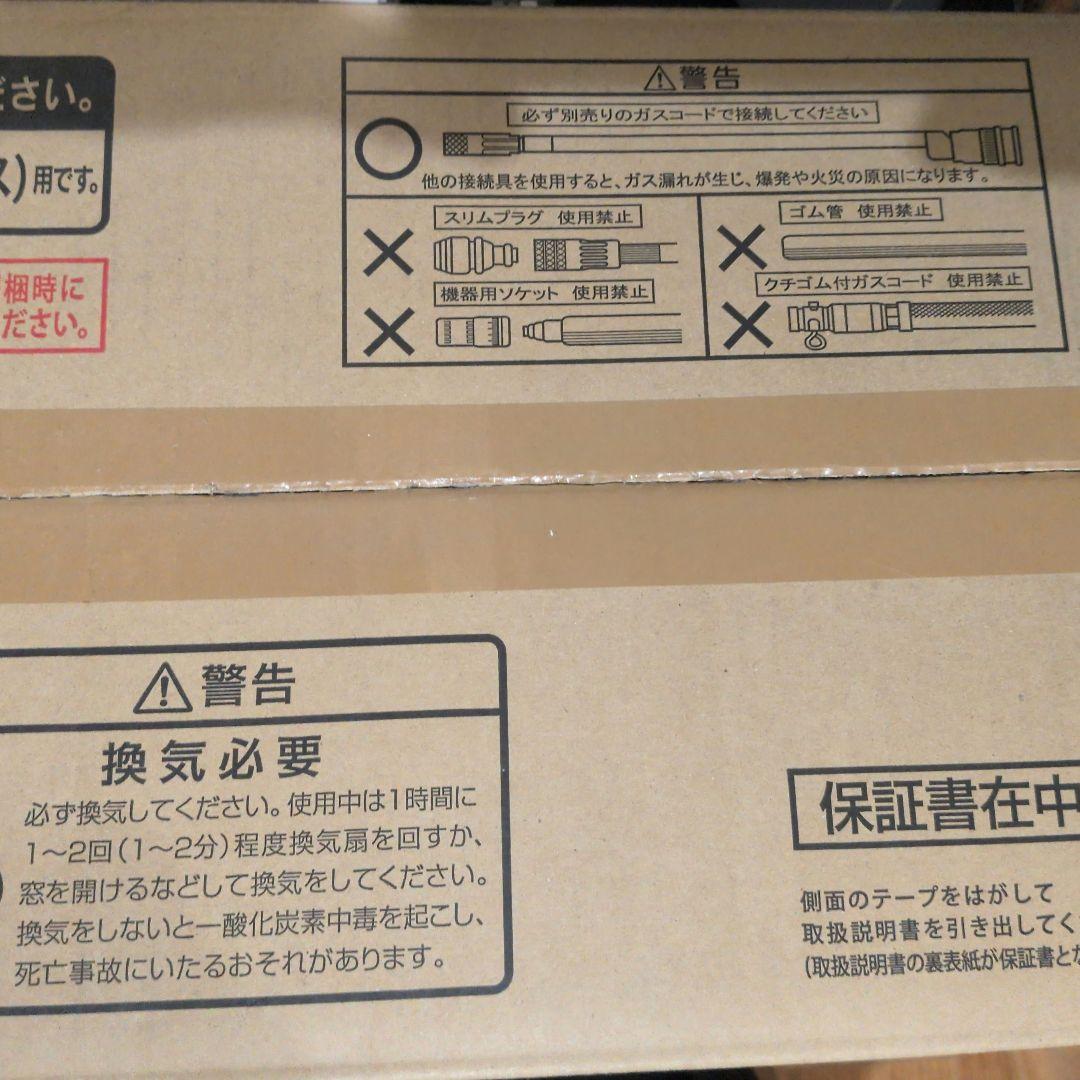 ださい。
ス)用です。
梱時に
ださい。
⚠警告
必ず別売りのガスコードで接続してください
他の接続具を使用すると、ガス漏れが生じ、爆発や火災の原因になります。
スリムプラグ 使用禁止
ゴム管 使用禁止
機器用ソケット 使用禁止
クチゴム付ガスコード 使用禁止
⚠警告
換気必要
必ず換気してください。使用中は1時間に
1〜2回(1〜2分)程度換気扇を回すか、
窓を開けるなどして換気をしてください。
換気をしないと一酸化炭素中毒を起こし、
死亡事故にいたるおそれがあります。
保証書在中
側面のテープをはがして
取扱説明書を引き出してく
(取扱説明書の裏表紙が保証書とな